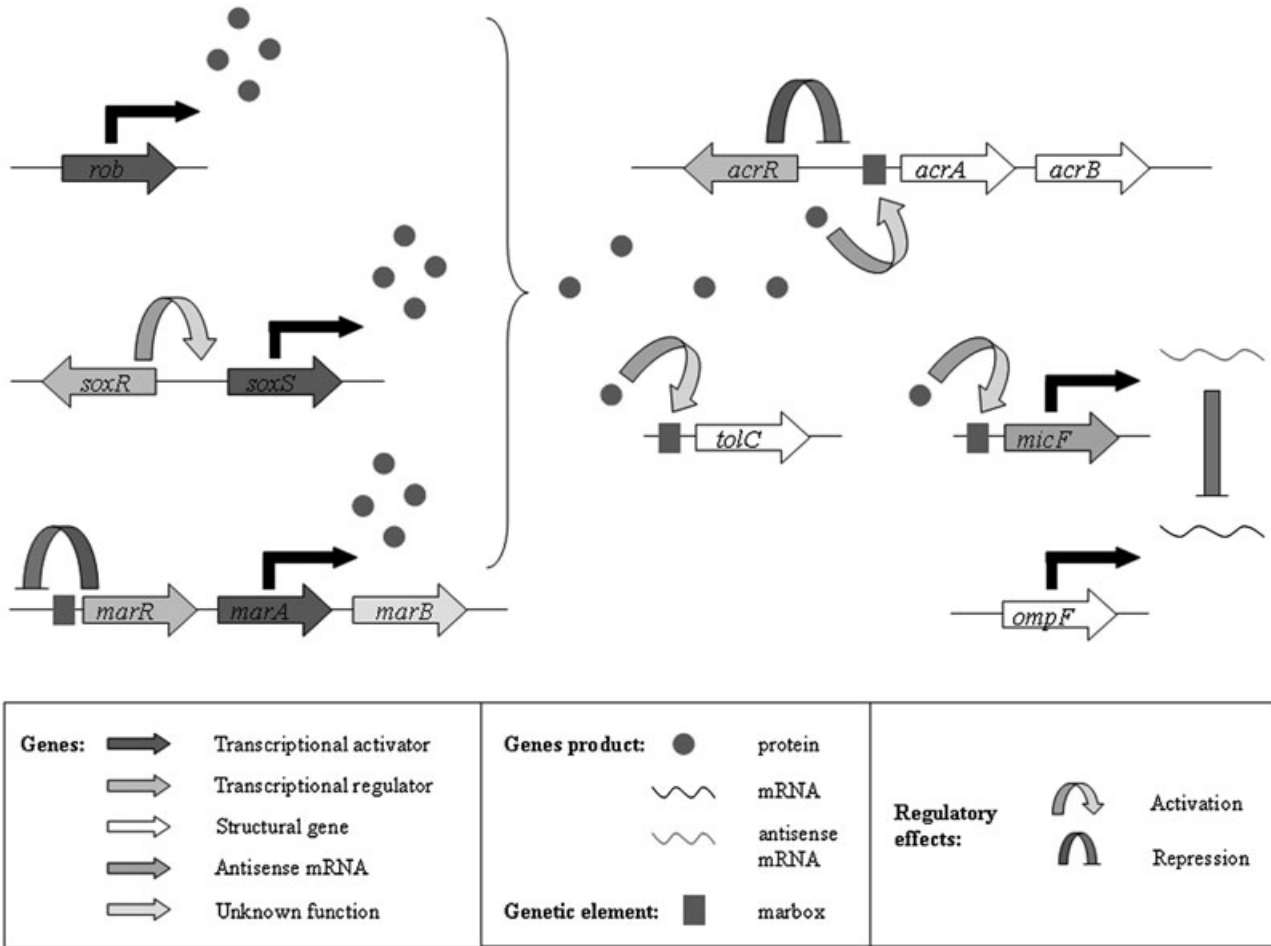 rob
acrR
acrA
acrB
soxR
soxS
tolC
micF
marR
marA
marB
ompF
Genes:
Transcriptional activator
Transcriptional regulator
Structural gene
Antisense mRNA
Unknown function
Genes product:
protein
mRNA
antisense
mRNA
Genetic element:
marbox
Regulatory
effects:
Activation
Repression